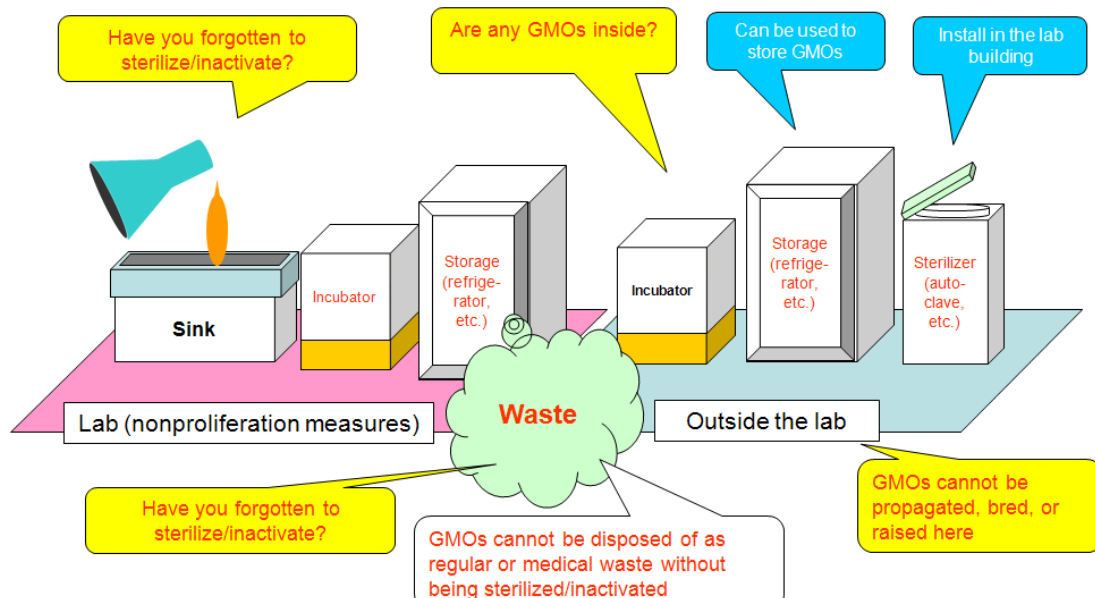 Have you forgotten to
sterilize/inactivate?
Are any GMOs inside?
Can be used to
store GMOs
Install in the lab
building
Sink
Incubator
Storage
(refrige-
rator,
etc.)
Incubator
Storage
(refrige-
rator,
etc.)
Sterilizer
(auto-
clave,
etc.)
Lab (nonproliferation measures)
Waste
Outside the lab
Have you forgotten to
sterilize/inactivate?
GMOs cannot be disposed of as
regular or medical waste without
being sterilized/inactivated
GMOs cannot be
propagated, bred, or
raised here